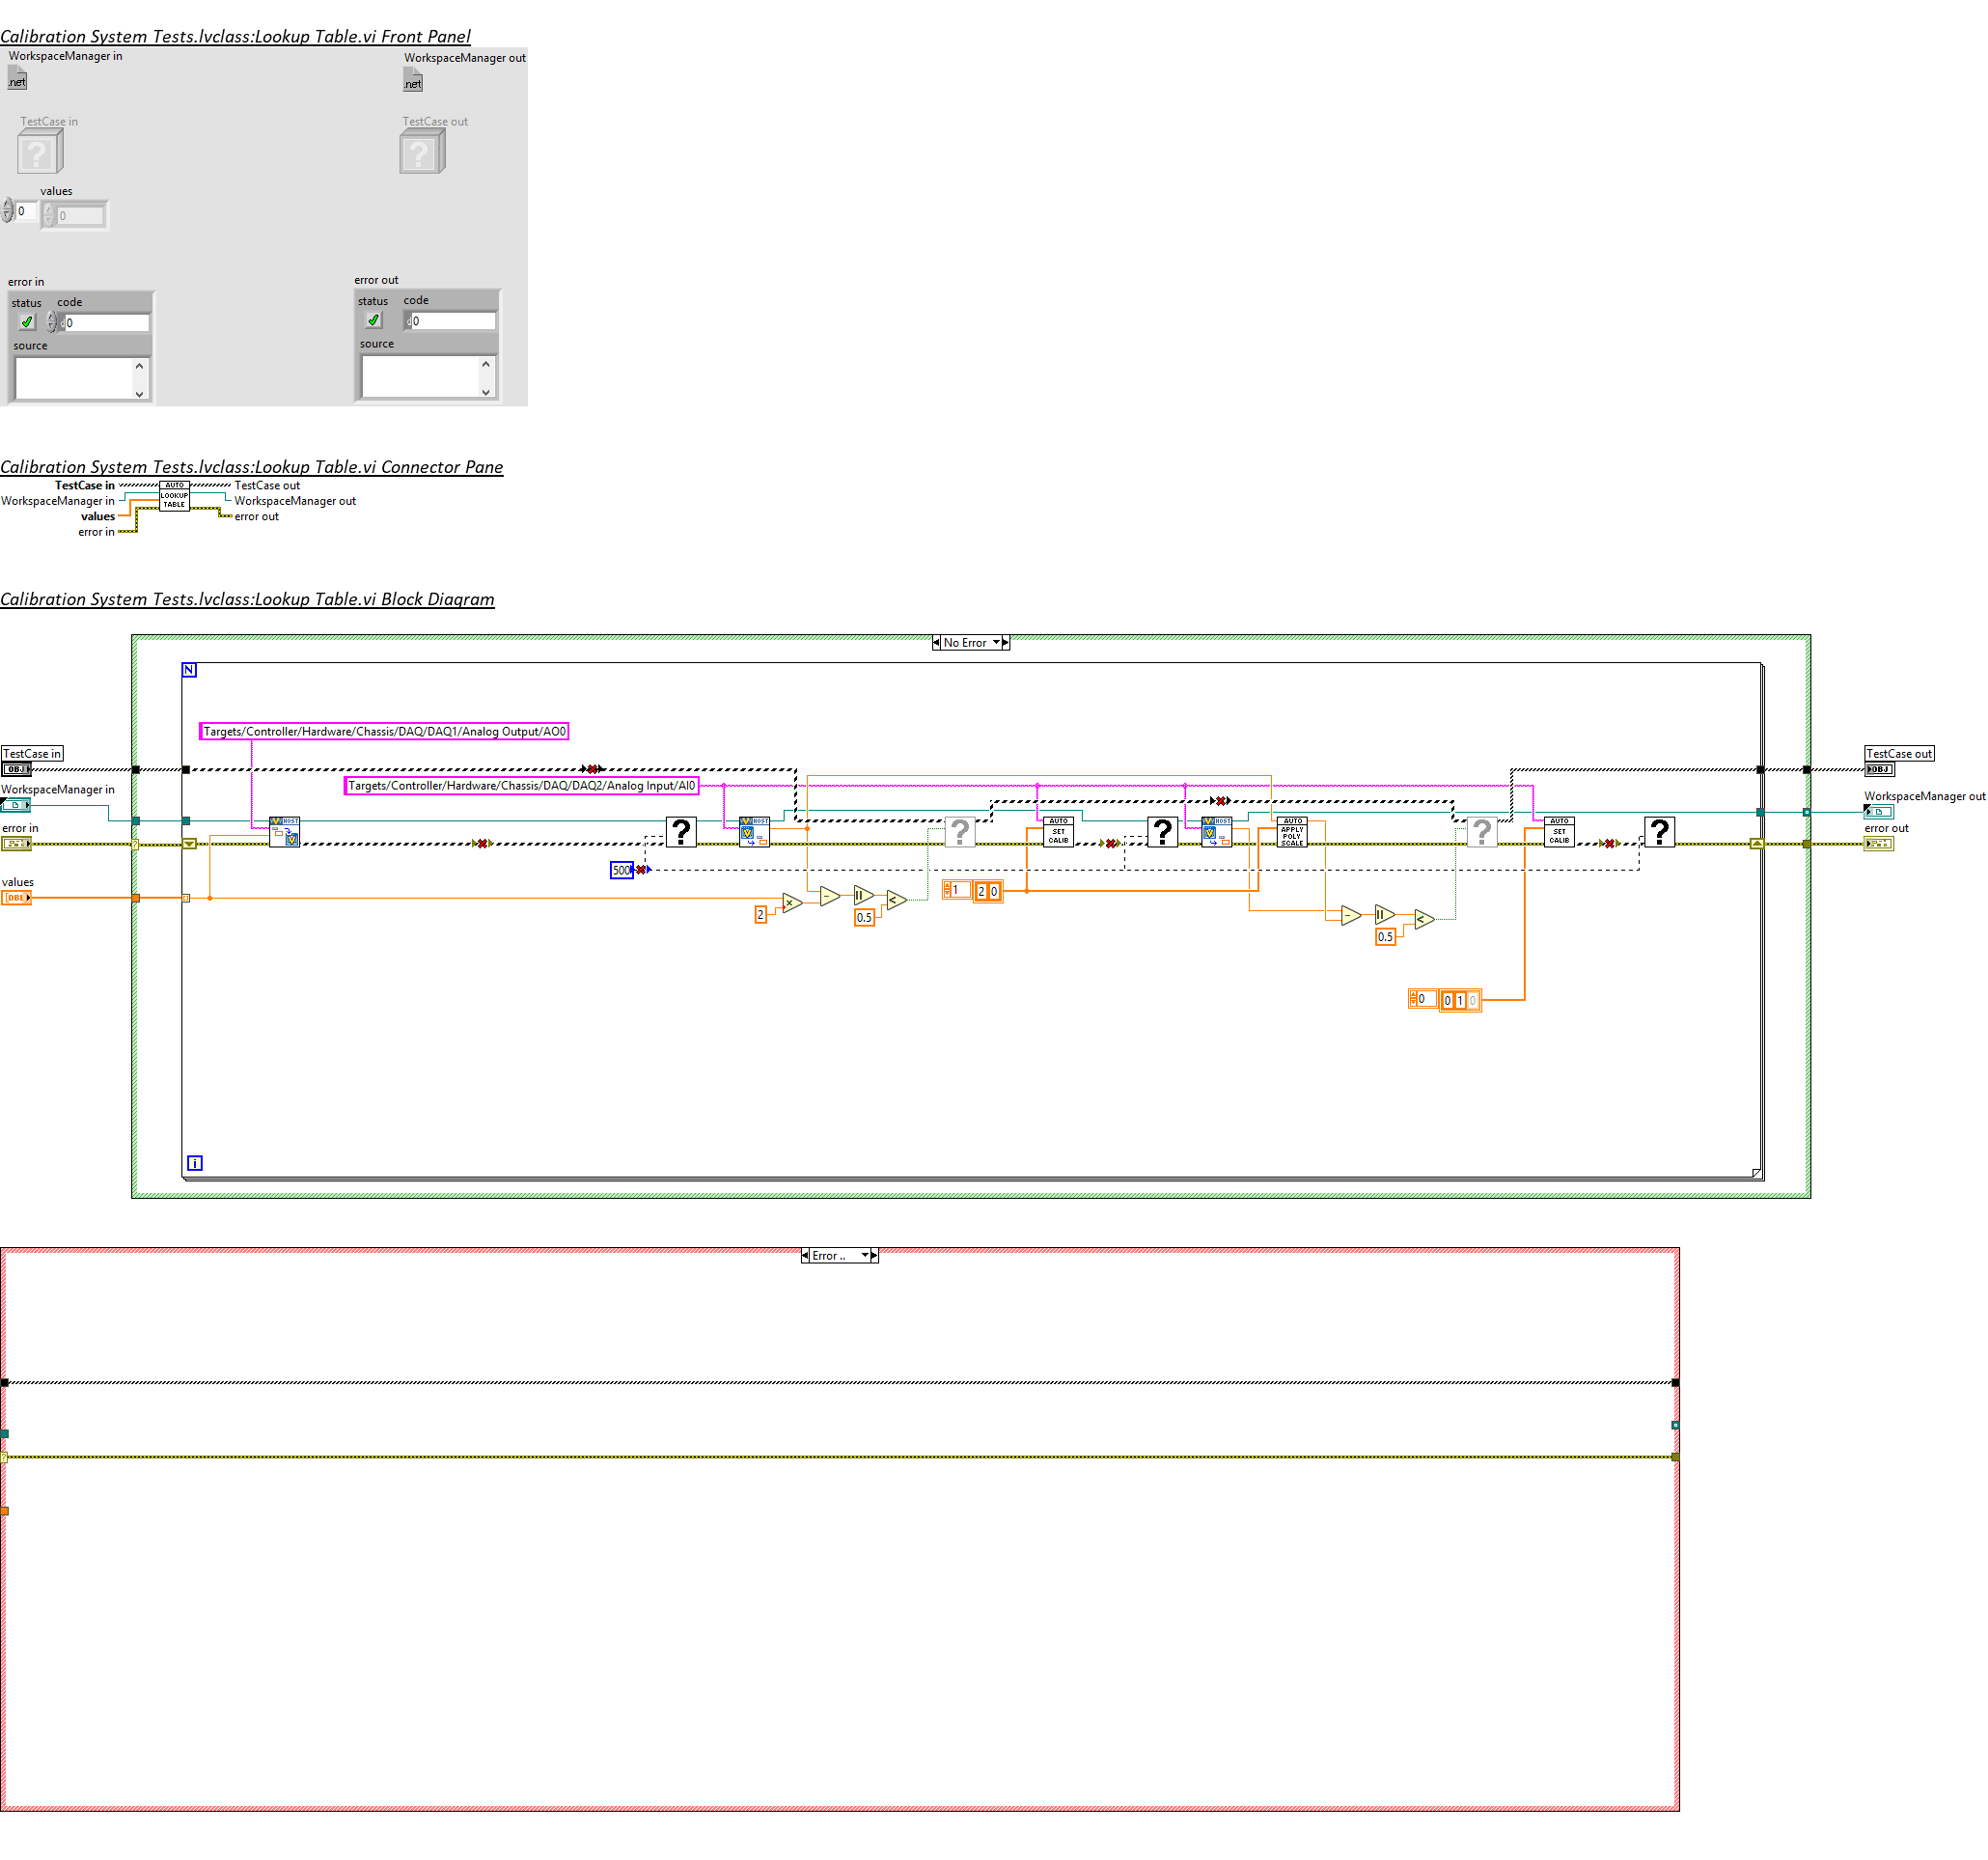 Calibration System Tests.lvclass:Lookup Table.vi Front Panel
WorkspaceManager in
WorkspaceManager out
.net
.net
TestCase in
TestCase out
?
?
values
0
0
error in
error out
status code
status code
0
0
source
source
Calibration System Tests.lvclass:Lookup Table.vi Connector Pane
TestCase in
AUTO
LOOKUP
TABLE
TestCase out
WorkspaceManager in
WorkspaceManager out
values
error out
error in
Calibration System Tests.lvclass:Lookup Table.vi Block Diagram
No Error
N
Targets/Controller/Hardware/Chassis/DAQ/DAQ1/Analog Output/AO0
TestCase in
OBJ
TestCase out
OBJ
Targets/Controller/Hardware/Chassis/DAQ/DAQ2/Analog Input/AI0
WorkspaceManager in
WorkspaceManager out
error in
error out
HOST
?
HOST
?
AUTO
SET
CALIB
?
HOST
AUTO
APPLY
POLY
SCALE
?
AUTO
SET
CALIB
?
500
values
DBL
2
0.5
1 2 0
0.5
0 0 1 0
i
Error ..